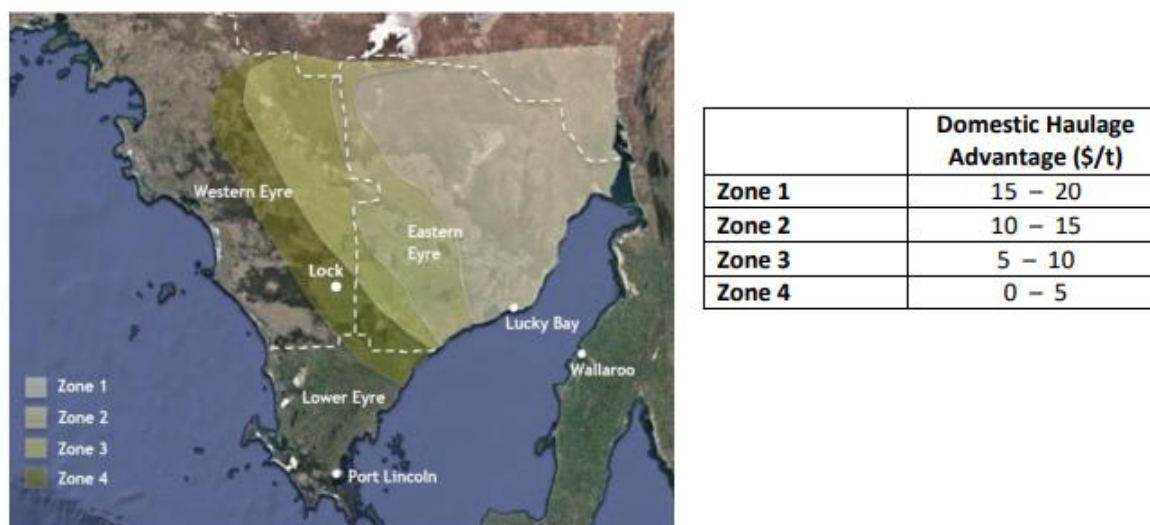 Western Eyre
Eastern
Eyre
Lock
Lucky Bay
Wallaroo
Lower Eyre
Port Lincoln
Zone 1
Zone 2
Zone 3
Zone 4
Domestic Haulage
Advantage ($/t)
Zone 1 15 – 20
Zone 2 10 – 15
Zone 3 5 – 10
Zone 4 0 – 5